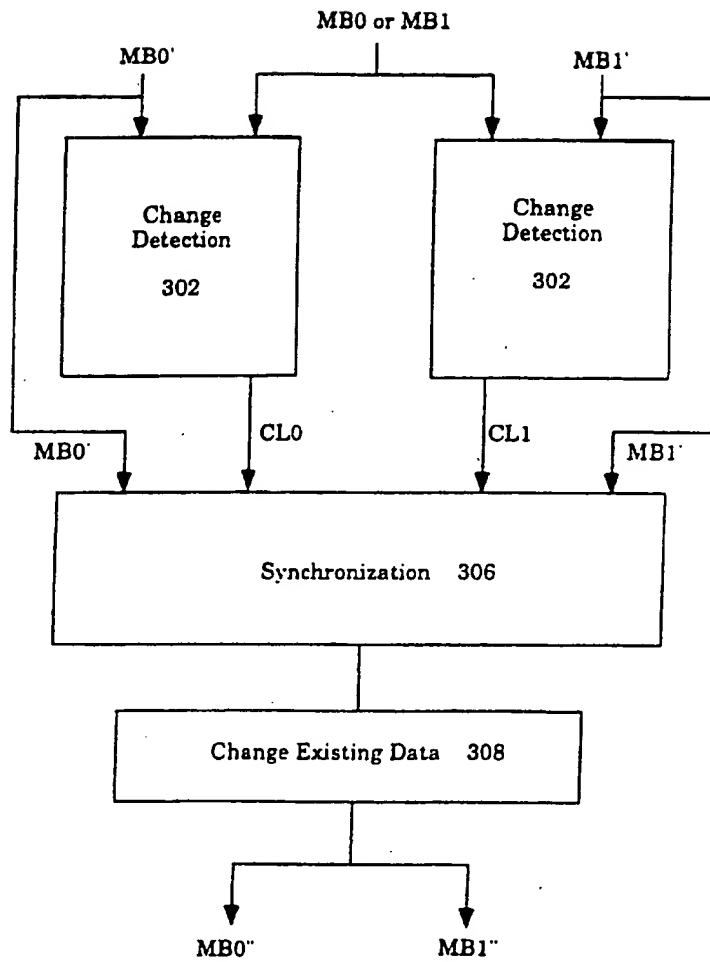 MB0 or MB1
MB0'
MB1'
Change
Detection
302
Change
Detection
302
CL0
CL1
MB0'
MB1'
Synchronization 306
Change Existing Data 308
MB0"
MB1"